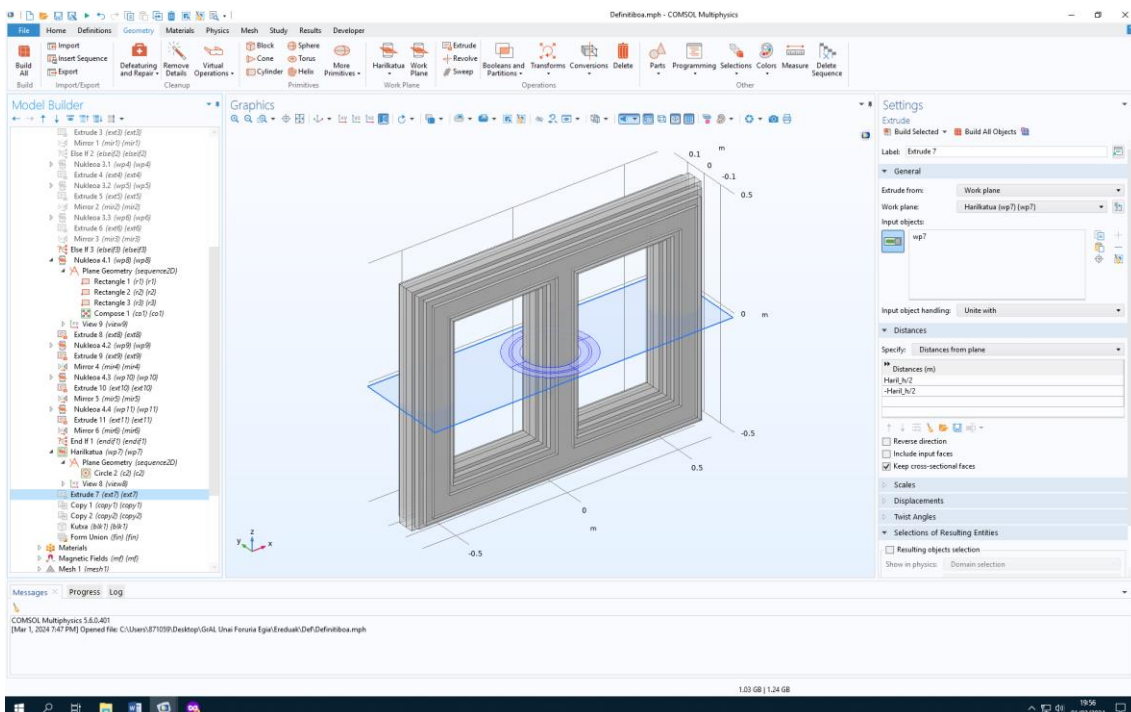 Definitiboa.mph - COMSOL Multiphysics
File Home Definitions Geometry Materials Physics Mesh Study Results Developer
Build All
Import
Insert Sequence
Export
Defeaturing and Repair
Remove Details
Virtual Operations
Block
Cone
Cylinder
Sphere
Torus
Helix
More Primitives
Harilkatua
Work Plane
Extrude
Revolve
Sweep
Booleans and Partitions
Transforms
Conversions
Delete
Parts
Programming
Selections
Colors
Measure
Delete Sequence
Build Import/Export Cleanup Primitives Work Plane Operations Other
Model Builder
Extrude 3 (ext3) {ext3}
Mirror 1 (mir1) {mir1}
Else If 2 (elseif2) {elseif2}
Nukleoa 3.1 (wp4) {wp4}
Extrude 4 (ext4) {ext4}
Nukleoa 3.2 (wp5) {wp5}
Extrude 5 (ext5) {ext5}
Mirror 2 (mir2) {mir2}
Nukleoa 3.3 (wp6) {wp6}
Extrude 6 (ext6) {ext6}
Mirror 3 (mir3) {mir3}
Else If 3 (elseif3) {elseif3}
Nukleoa 4.1 (wp8) {wp8}
Plane Geometry (sequence2D)
Rectangle 1 (r1) {r1}
Rectangle 2 (r2) {r2}
Rectangle 3 (r3) {r3}
Compose 1 (co1) {co1}
View 9 (view9)
Extrude 8 (ext8) {ext8}
Nukleoa 4.2 (wp9) {wp9}
Extrude 9 (ext9) {ext9}
Mirror 4 (mir4) {mir4}
Nukleoa 4.3 (wp10) {wp10}
Extrude 10 (ext10) {ext10}
Mirror 5 (mir5) {mir5}
Nukleoa 4.4 (wp11) {wp11}
Extrude 11 (ext11) {ext11}
Mirror 6 (mir6) {mir6}
End If 1 (endif1) {endif1}
Harilkatua (wp7) {wp7}
Plane Geometry (sequence2D)
Circle 2 (c2) {c2}
View 8 (view8)
Extrude 7 (ext7) {ext7}
Copy 1 (copy1) {copy1}
Copy 2 (copy2) {copy2}
Kutxa (blk1) {blk1}
Form Union (fin) {fin}
Materials
Magnetic Fields (mf) {mf}
Mesh 1 {mesh1}
Graphics
m
0.1
0
-0.1
0.5
0
m
-0.5
0.5
0
m
-0.5
z
y
x
Settings
Extrude
Build Selected Build All Objects
Label: Extrude 7
General
Extrude from: Work plane
Work plane: Harilkatua (wp7) {wp7}
Input objects:
wp7
Input object handling: Unite with
Distances
Specify: Distances from plane
Distances (m)
Haril_h/2
-Haril_h/2
Reverse direction
Include input faces
Keep cross-sectional faces
Scales
Displacements
Twist Angles
Selections of Resulting Entities
Resulting objects selection
Show in physics: Domain selection
Messages Progress Log
COMSOL Multiphysics 5.6.0.401
[Mar 1, 2024 7:47 PM] Opened file: C:\Users\871059\Desktop\GrAL Unai Foruria Egia\Ereduak\Def\Definitiboa.mph
1.03 GB | 1.24 GB
19:56